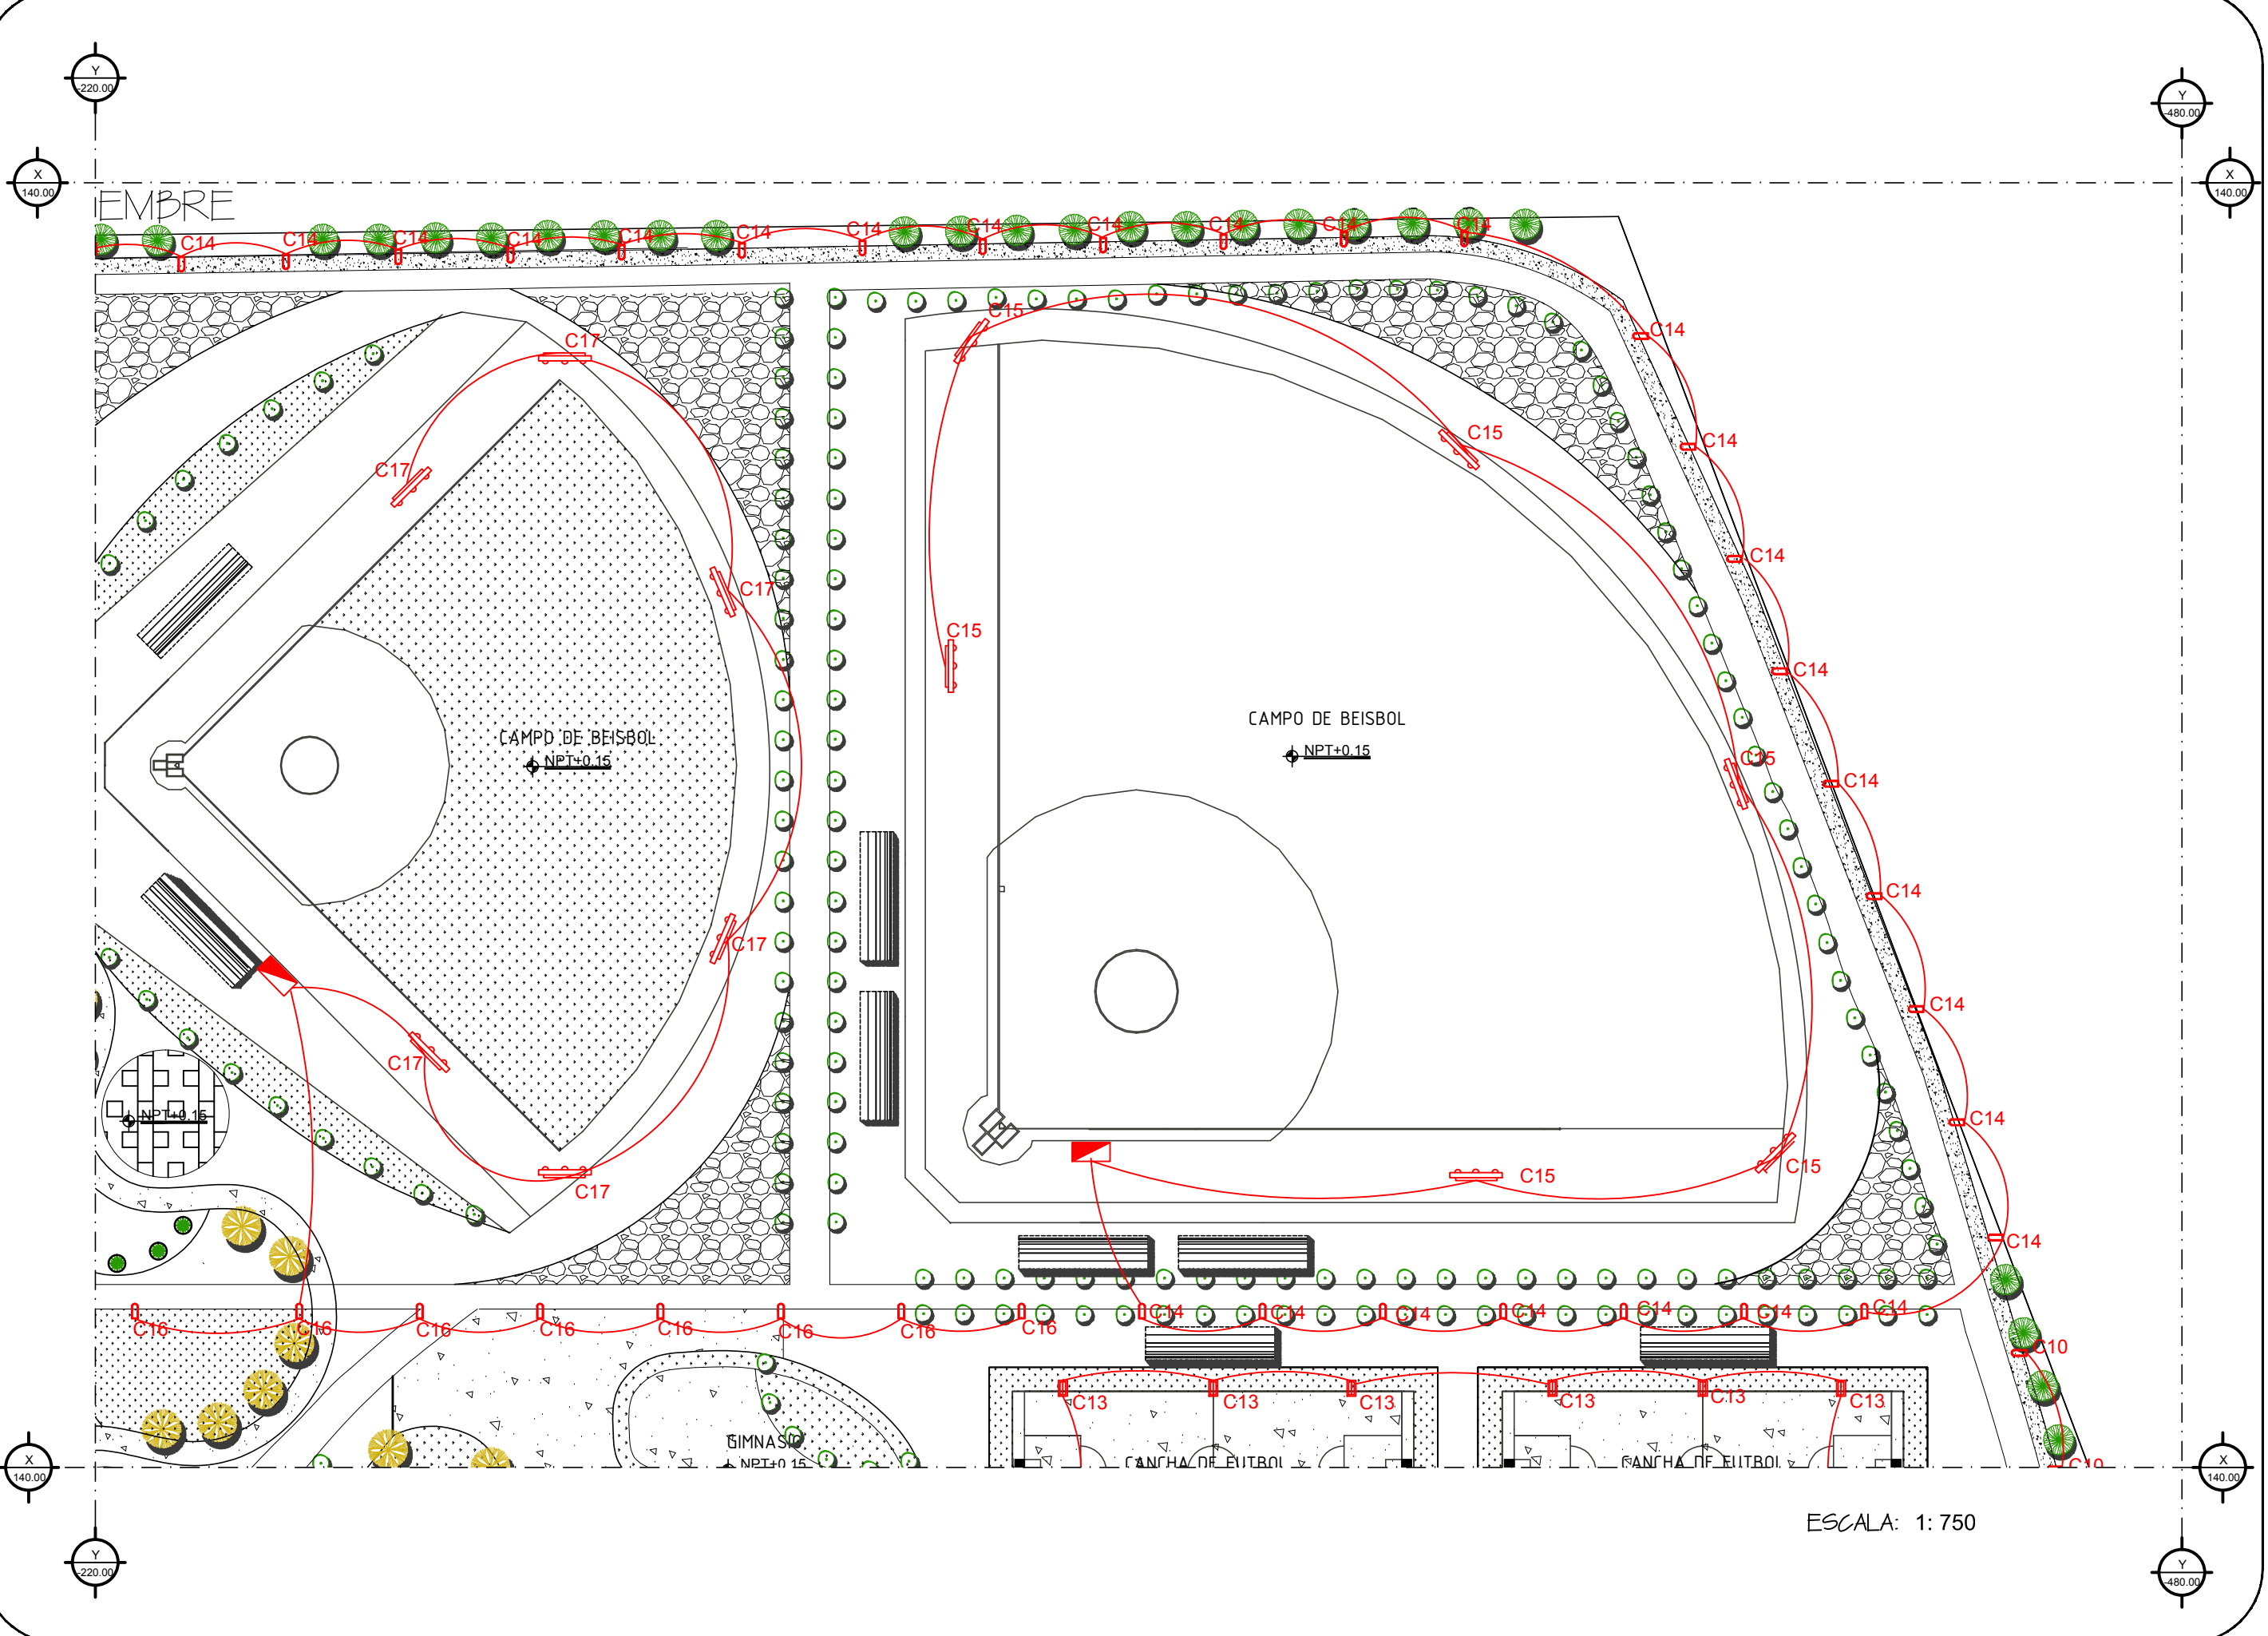 Y
-220.00
Y
-480.00
X
140.00
X
140.00
EMBRE
C14
C14
C14
C14
C14
C14
C14
C14
C14
C14
C14
C14
C15
C14
C17
C15
C14
C17
C14
C17
C15
C14
CAMPO DE BEISBOL
NPT+0.15
CAMPO DE BEISBOL
NPT+0.15
C15
C14
C14
C17
C14
C17
NPT+0.15
C14
C15
C15
C17
C14
C16
C16
C16
C16
C16
C16
C16
C16
C14
C14
C14
C14
C14
C14
C14
C10
C13
C13
C13
C13
C13
C13
GIMNASIO
NPT+0.15
CANCHA DE FUTBOL
CANCHA DE FUTBOL
C10
X
140.00
X
140.00
ESCALA: 1: 750
Y
-220.00
Y
-480.00